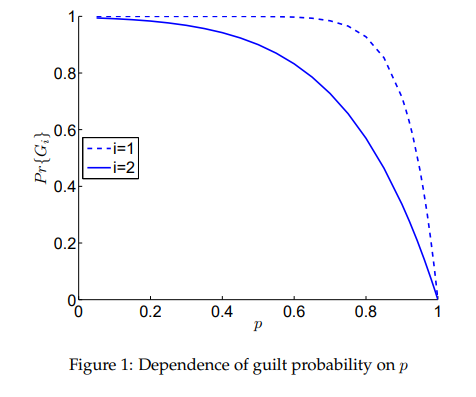 1
0.8
0.6
0.4
0.2
0
Pr{G_i}
i=1
i=2
0 0.2 0.4 0.6 0.8 1
p
Figure 1: Dependence of guilt probability on p